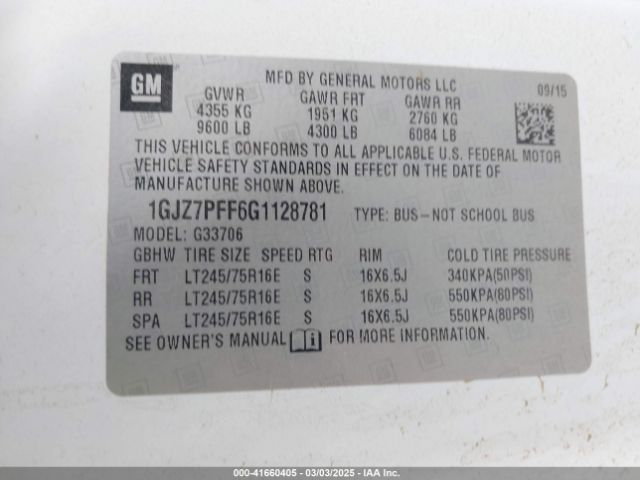 GM
MFD BY GENERAL MOTORS LLC 09/15
GVWR GAWR FRT GAWR RR
4355 KG 1951 KG 2760 KG
9600 LB 4300 LB 6084 LB
THIS VEHICLE CONFORMS TO ALL APPLICABLE U.S. FEDERAL MOTOR
VEHICLE SAFETY STANDARDS IN EFFECT ON THE DATE OF
MANUFACTURE SHOWN ABOVE.
1GJZ7PFF6G1128781 TYPE: BUS-NOT SCHOOL BUS
MODEL: G33706
GBHW TIRE SIZE SPEED RTG RIM COLD TIRE PRESSURE
FRT LT245/75R16E S 16X6.5J 340KPA(50PSI)
RR LT245/75R16E S 16X6.5J 550KPA(80PSI)
SPA LT245/75R16E S 16X6.5J 550KPA(80PSI)
SEE OWNER'S MANUAL i FOR MORE INFORMATION.
000-41660405 - 03/03/2025 - IAA Inc.